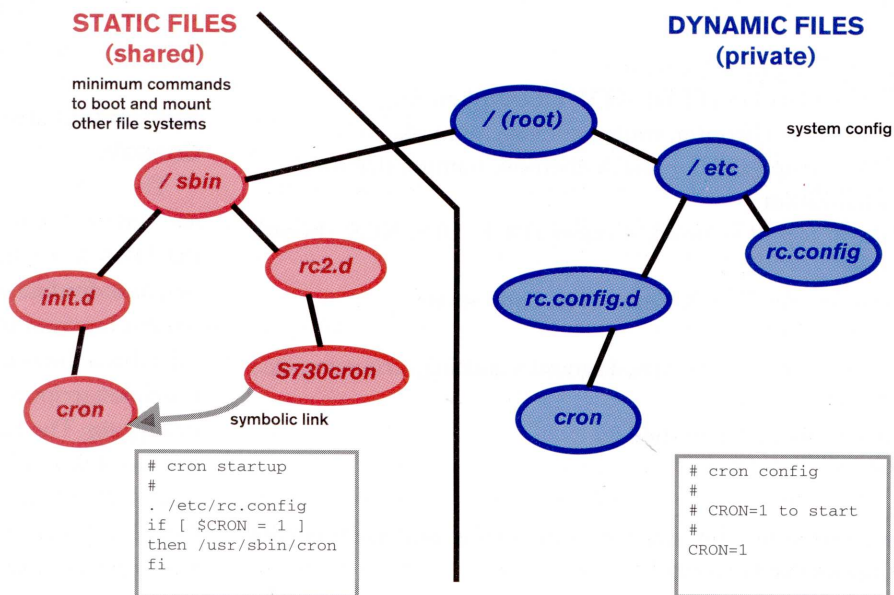 STATIC FILES
(shared)
minimum commands
to boot and mount
other file systems
DYNAMIC FILES
(private)
system config
/ (root)
/ sbin
/ etc
init.d
rc2.d
rc.config.d
rc.config
cron
S730cron
cron
symbolic link
# cron startup
#
. /etc/rc.config
if [ $CRON = 1 ]
then /usr/sbin/cron
fi
# cron config
#
# CRON=1 to start
#
CRON=1